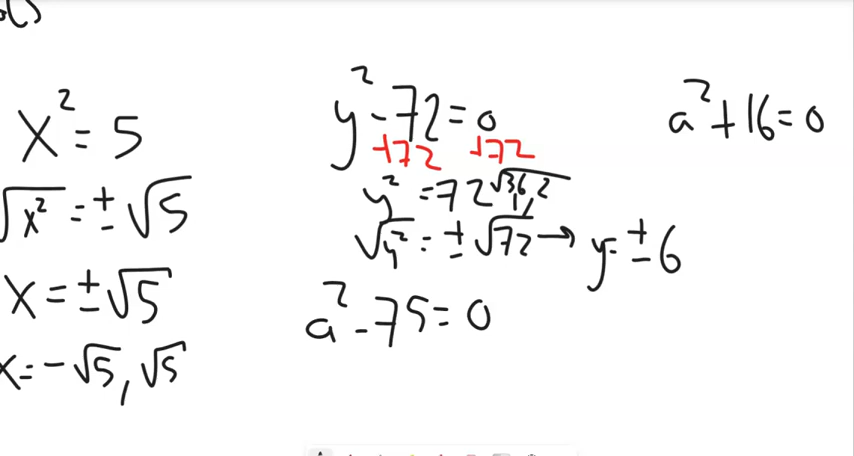 x² = 5
√x² = ± √5
x = ± √5
x = - √5, √5
y² - 72 = 0
+72 +72
y² = 72 √36, 2
√y² = ± √72 → y = ± 6
a² - 75 = 0
a² + 16 = 0